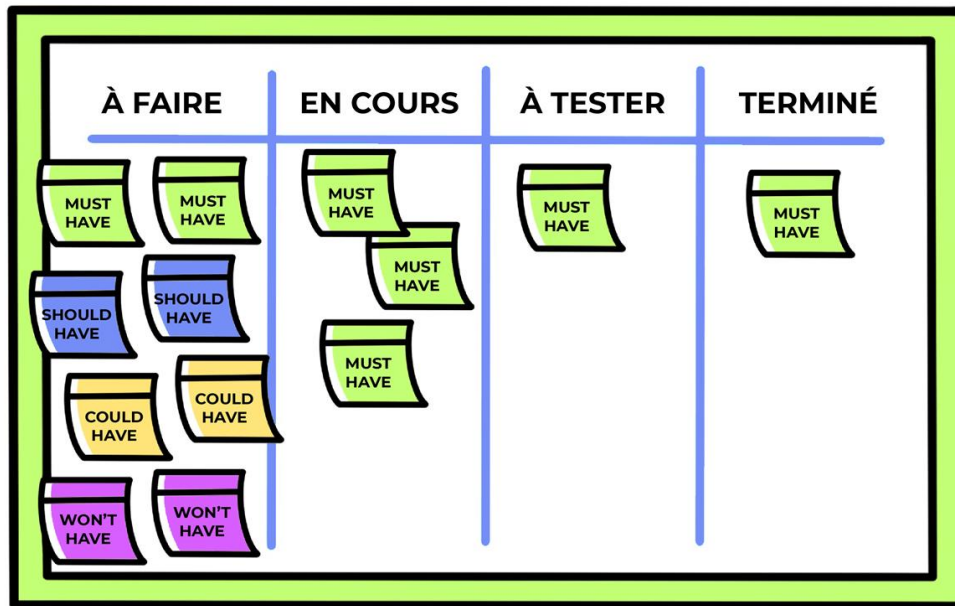 À FAIRE
EN COURS
À TESTER
TERMINÉ
MUST
HAVE
MUST
HAVE
SHOULD
HAVE
SHOULD
HAVE
COULD
HAVE
COULD
HAVE
WON'T
HAVE
WON'T
HAVE
MUST
HAVE
MUST
HAVE
MUST
HAVE
MUST
HAVE
MUST
HAVE